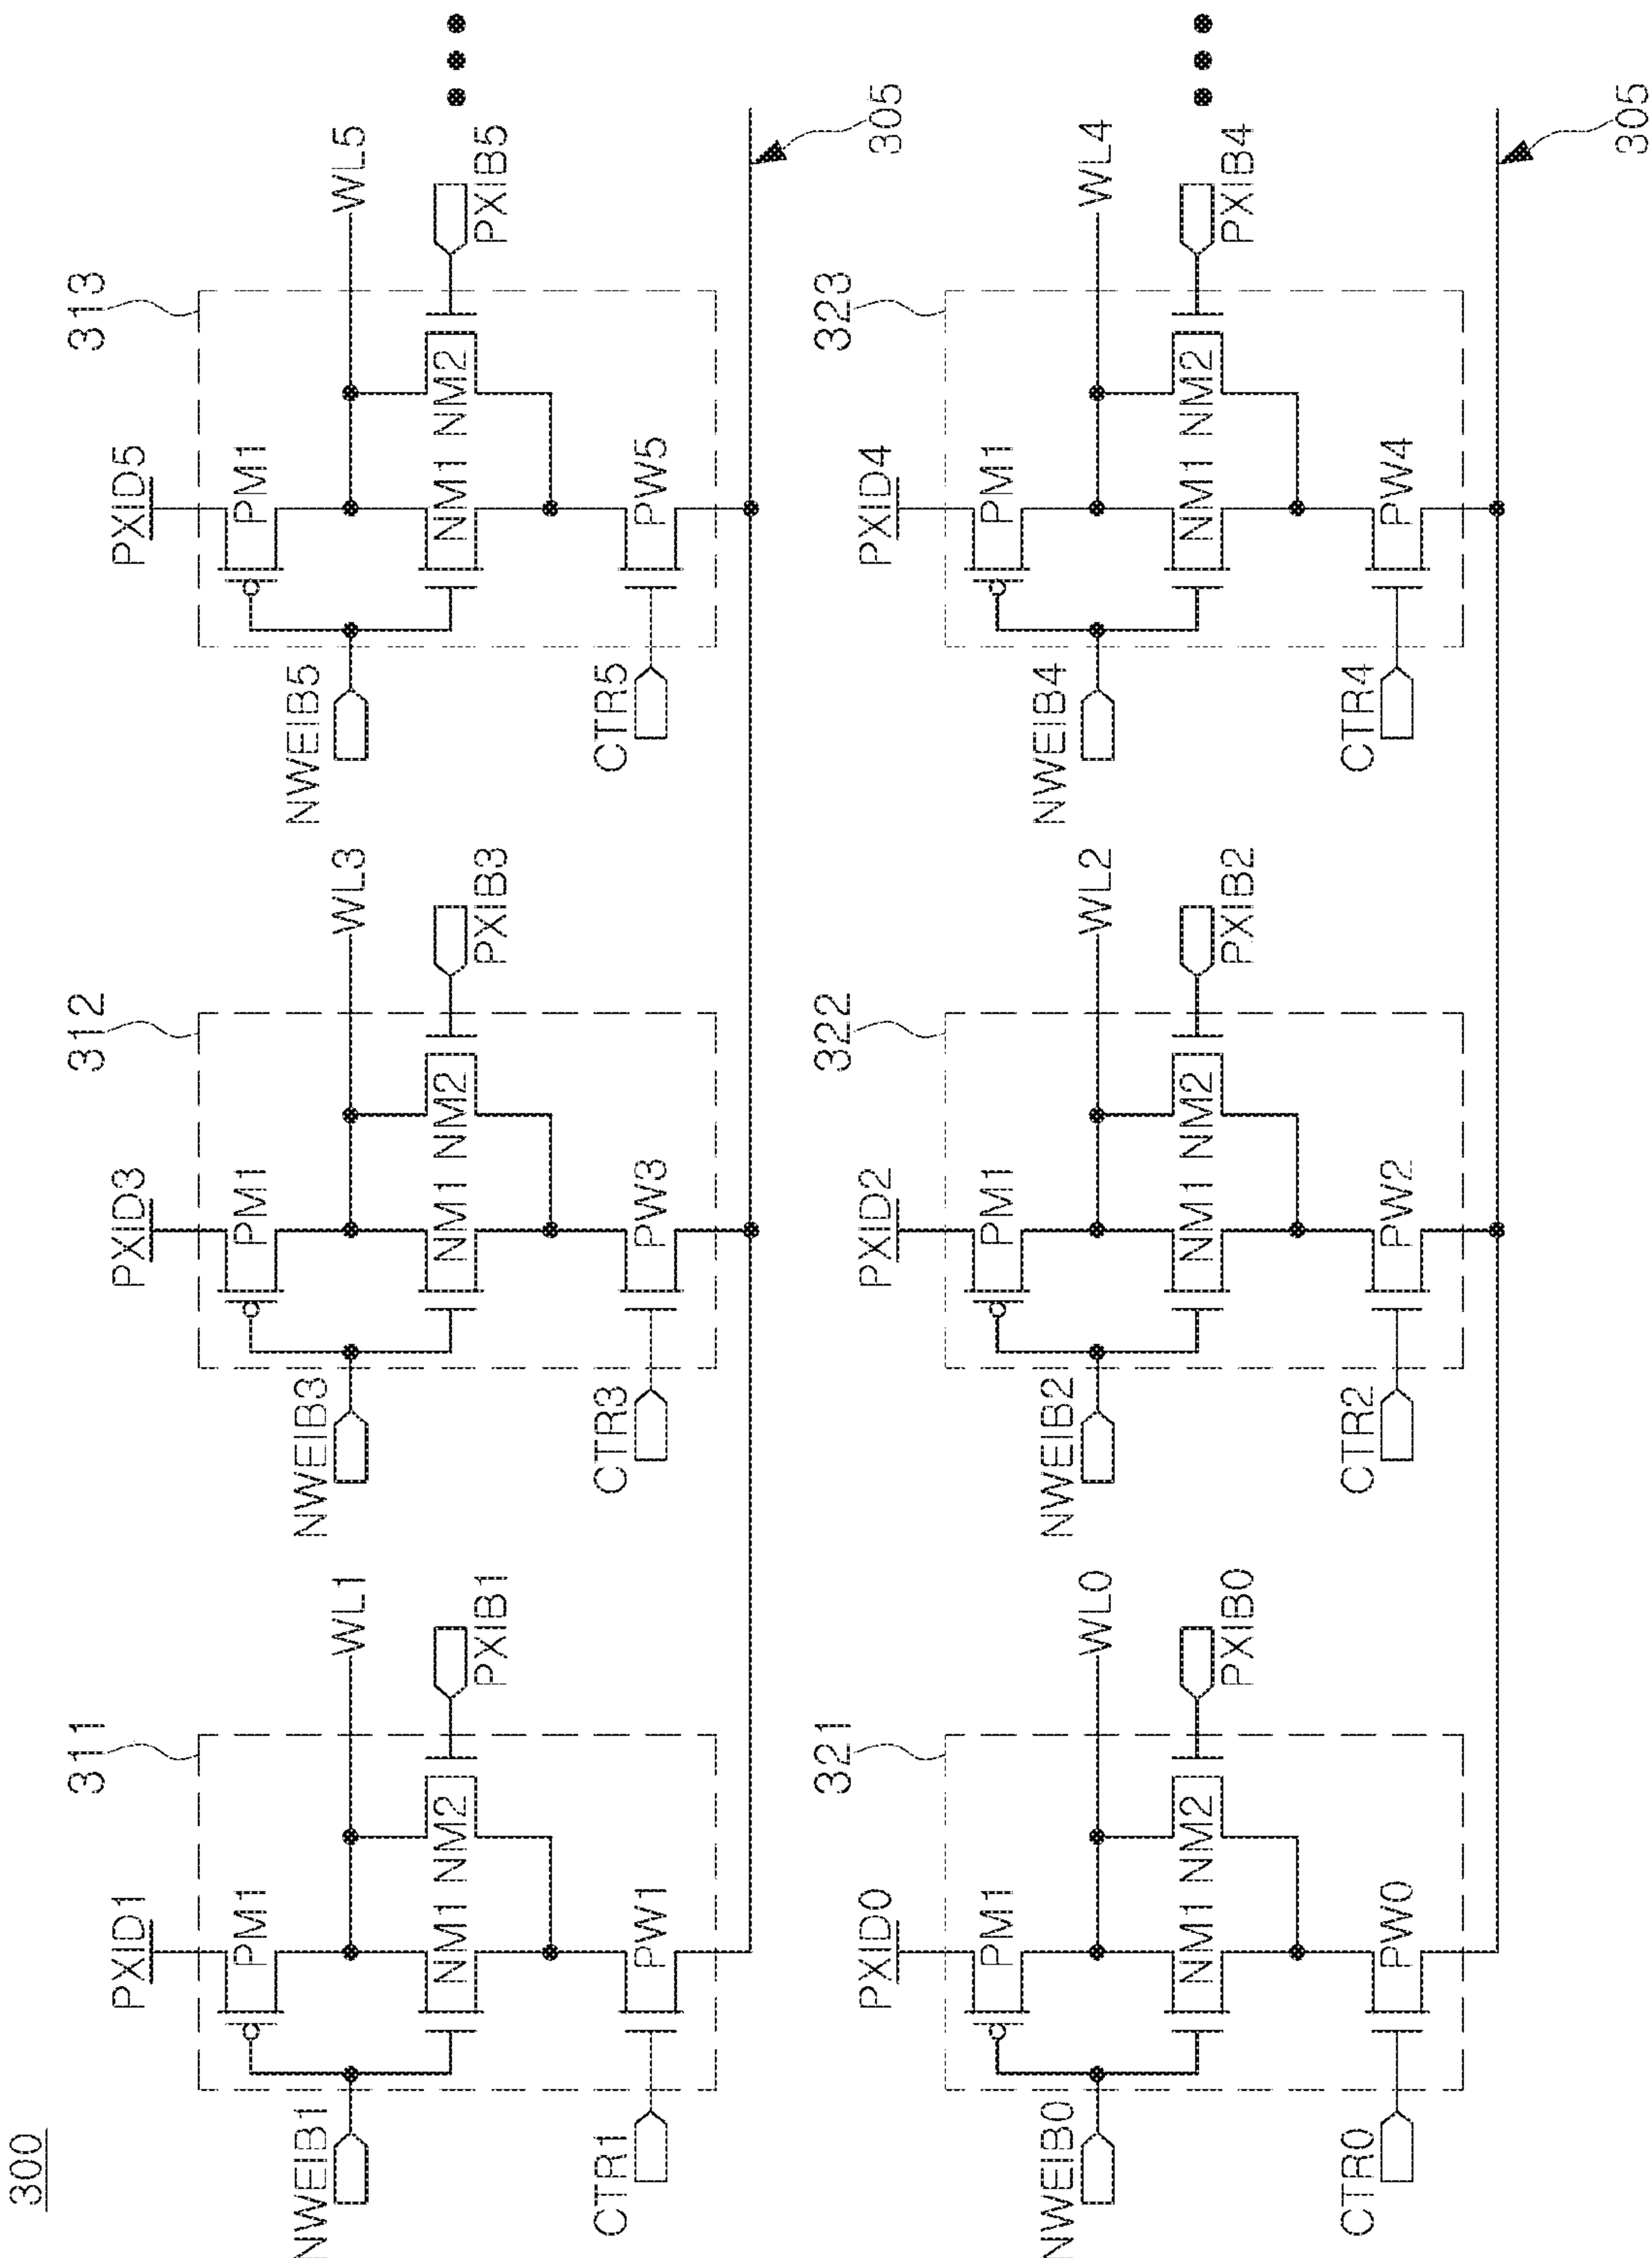 300
311
PXID1
PM1
WL1
NWEIB1
NM1 NM2
PXIB1
CTR1
PW1
312
PXID3
PM1
WL3
NWEIB3
NM1 NM2
PXIB3
CTR3
PW3
313
PXID5
PM1
WL5
NWEIB5
NM1 NM2
PXIB5
CTR5
PW5
305
321
PXID0
PM1
WL0
NWEIB0
NM1 NM2
PXIB0
CTR0
PW0
322
PXID2
PM1
WL2
NWEIB2
NM1 NM2
PXIB2
CTR2
PW2
323
PXID4
PM1
WL4
NWEIB4
NM1 NM2
PXIB4
CTR4
PW4
305